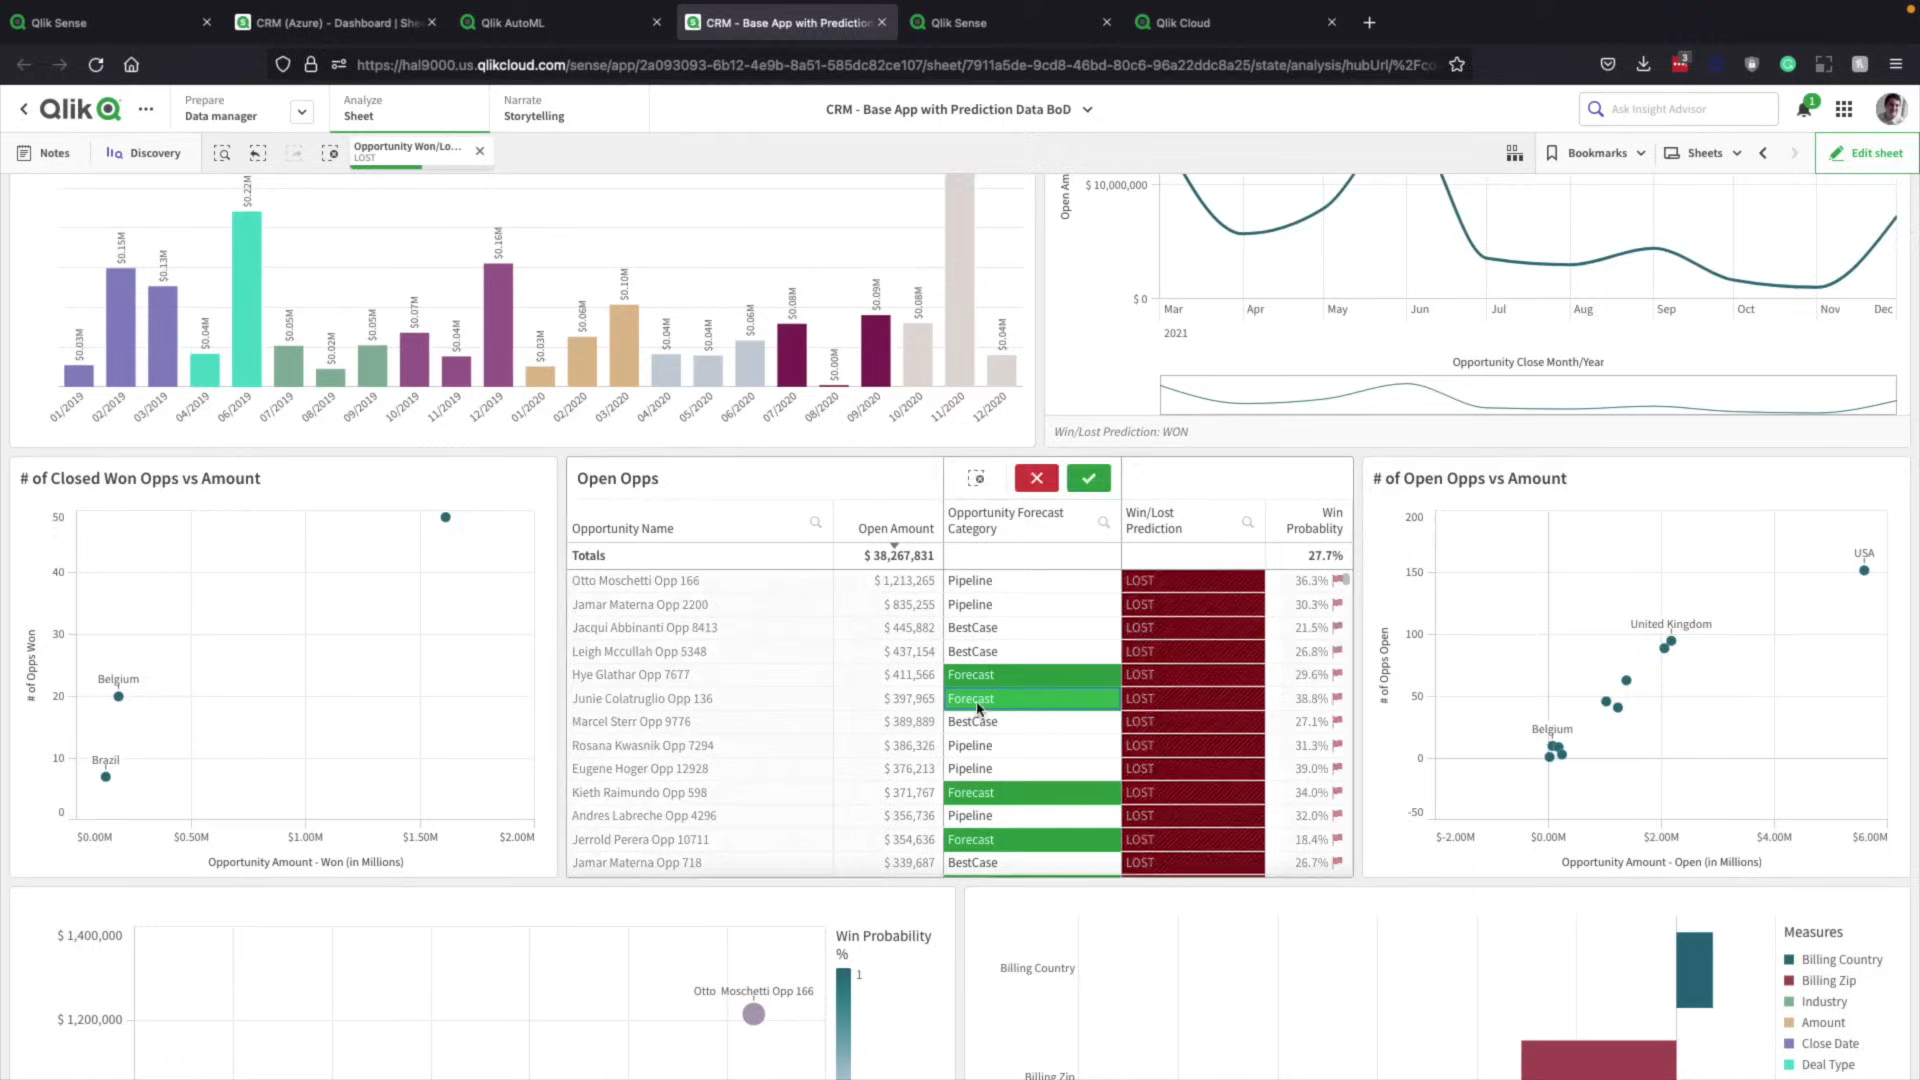 Qlik Sense
CRM (Azure) - Dashboard | She
Qlik AutoML
CRM - Base App with Prediction
Qlik Sense
Qlik Cloud
https://hal9000.us.qlikcloud.com/sense/app/2a093093-6b12-4e9b-8a51-585dc82ce107/sheet/7911a5de-9cd8-46bd-80c6-96a22ddc8a25/state/analysis/hubUrl/%2Fco
3
Qlik
Prepare
Data manager
Analyze
Sheet
Narrate
Storytelling
CRM - Base App with Prediction Data BoD
Ask Insight Advisor
1
Notes
Discovery
Opportunity Won/Lo...
LOST
Bookmarks
Sheets
Edit sheet
$0.03M
$0.15M
$0.13M
$0.04M
$0.22M
$0.05M
$0.02M
$0.05M
$0.07M
$0.04M
$0.16M
$0.03M
$0.06M
$0.10M
$0.04M
$0.04M
$0.06M
$0.08M
$0.00M
$0.09M
$0.08M
$0.04M
01/2019
02/2019
03/2019
04/2019
06/2019
07/2019
08/2019
09/2019
10/2019
11/2019
12/2019
01/2020
02/2020
03/2020
04/2020
05/2020
06/2020
07/2020
08/2020
09/2020
10/2020
11/2020
12/2020
Open Am
$ 10,000,000
$ 0
Mar
Apr
May
Jun
Jul
Aug
Sep
Oct
Nov
Dec
2021
Opportunity Close Month/Year
Win/Lost Prediction: WON
# of Closed Won Opps vs Amount
# of Opps Won
50
40
30
20
10
0
Belgium
Brazil
$0.00M
$0.50M
$1.00M
$1.50M
$2.00M
Opportunity Amount - Won (in Millions)
Open Opps
Opportunity Name
Open Amount
Opportunity Forecast
Category
Win/Lost
Prediction
Win
Probablity
Totals $ 38,267,831 27.7%
Otto Moschetti Opp 166 $ 1,213,265 Pipeline LOST 36.3%
Jamar Materna Opp 2200 $ 835,255 Pipeline LOST 30.3%
Jacqui Abbinanti Opp 8413 $ 445,882 BestCase LOST 21.5%
Leigh Mccullah Opp 5348 $ 437,154 BestCase LOST 26.8%
Hye Glathar Opp 7677 $ 411,566 Forecast LOST 29.6%
Junie Colatruglio Opp 136 $ 397,965 Forecast LOST 38.8%
Marcel Sterr Opp 9776 $ 389,889 BestCase LOST 27.1%
Rosana Kwasnik Opp 7294 $ 386,326 Pipeline LOST 31.3%
Eugene Hoger Opp 12928 $ 376,213 Pipeline LOST 39.0%
Kieth Raimundo Opp 598 $ 371,767 Forecast LOST 34.0%
Andres Labreche Opp 4296 $ 356,736 Pipeline LOST 32.0%
Jerrold Perera Opp 10711 $ 354,636 Forecast LOST 18.4%
Jamar Materna Opp 718 $ 339,687 BestCase LOST 26.7%
# of Open Opps vs Amount
# of Opps Open
200
150
100
50
0
-50
USA
United Kingdom
Belgium
$-2.00M
$0.00M
$2.00M
$4.00M
$6.00M
Opportunity Amount - Open (in Millions)
$ 1,400,000
$ 1,200,000
Otto Moschetti Opp 166
Win Probability
%
1
Billing Country
Billing Zip
Measures
Billing Country
Billing Zip
Industry
Amount
Close Date
Deal Type